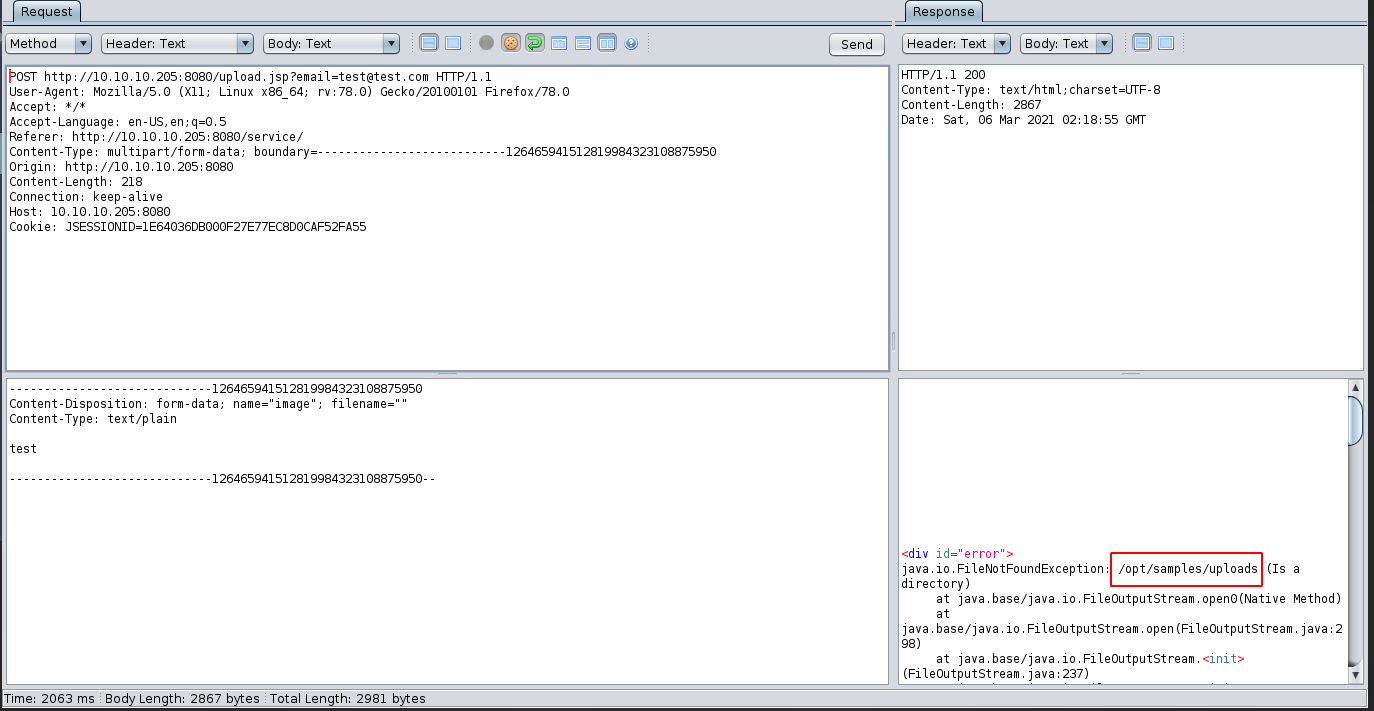 Request
Method Header: Text Body: Text Send
POST http://10.10.10.205:8080/upload.jsp?email=test@test.com HTTP/1.1
User-Agent: Mozilla/5.0 (X11; Linux x86_64; rv:78.0) Gecko/20100101 Firefox/78.0
Accept: */*
Accept-Language: en-US,en;q=0.5
Referer: http://10.10.10.205:8080/service/
Content-Type: multipart/form-data; boundary=---------------------------126465941512819984323108875950
Origin: http://10.10.10.205:8080
Content-Length: 218
Connection: keep-alive
Host: 10.10.10.205:8080
Cookie: JSESSIONID=1E64036DB000F27E77EC8D0CAF52FA55
-----------------------------126465941512819984323108875950
Content-Disposition: form-data; name="image"; filename=""
Content-Type: text/plain
test
-----------------------------126465941512819984323108875950--
Response
Header: Text Body: Text
HTTP/1.1 200
Content-Type: text/html;charset=UTF-8
Content-Length: 2867
Date: Sat, 06 Mar 2021 02:18:55 GMT
<div id="error">
java.io.FileNotFoundException: /opt/samples/uploads (Is a
directory)
at java.base/java.io.FileOutputStream.open0(Native Method)
at
java.base/java.io.FileOutputStream.open(FileOutputStream.java:2
98)
at java.base/java.io.FileOutputStream.<init>
(FileOutputStream.java:237)
Time: 2063 ms Body Length: 2867 bytes Total Length: 2981 bytes